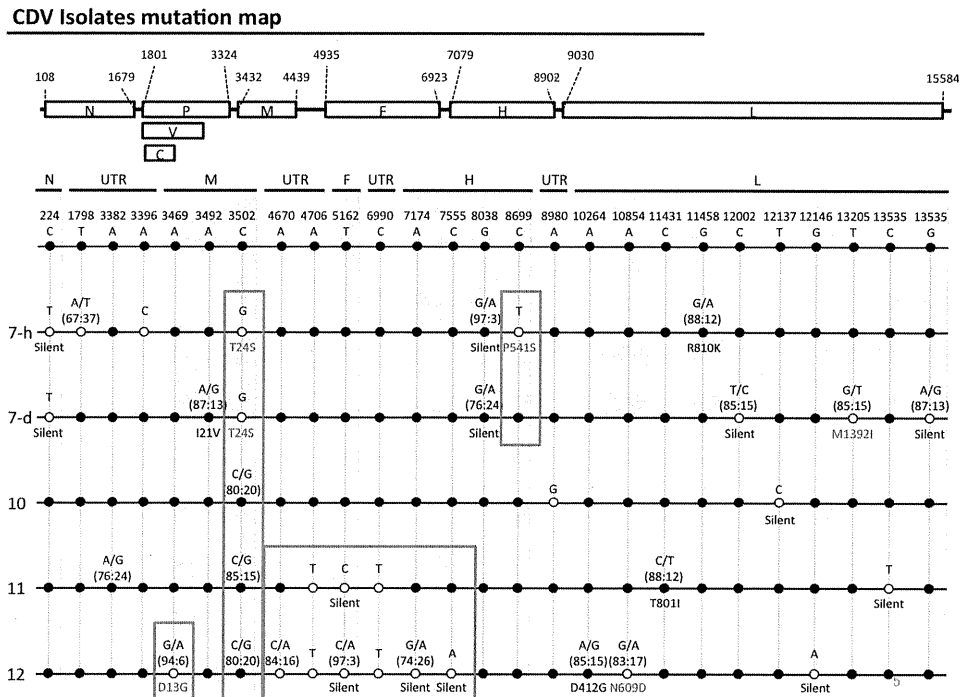 CDV Isolates mutation map
1801 3324 4935 7079 9030
108 1679 3432 4439 6923 8902 15584
N P M F H L
V
C
N UTR M UTR F UTR H UTR L
224 1798 3382 3396 3469 3492 3502 4670 4706 5162 6990 7174 7555 8038 8699 8980 10264 10854 11431 11458 12002 12137 12146 13205 13535 13535
C T A A A A C A A T C A C G C A A A C G C T G T C G
T A/T C G G/A T G/A
(67:37) (97:3) (88:12)
7-h
Silent T24S Silent P541S R810K
T A/G G G/A T/C G/T A/G
(87:13) (76:24 (85:15) (85:15) (87:13)
7-d
Silent I21V T24S Silent Silent M1392I Silent
C/G G C
80:20)
10
Silent
A/G C/G T C T C/T T
(76:24) (85:15) (88:12)
11
Silent T801I Silent
G/A C/G C/A T C/A T G/A A A/G G/A A
(94:6) (80:20) 84:16) (97:3) (74:26) (85:15) (83:17)
12
D13G Silent Silent Silent D412G N609D Silent
5